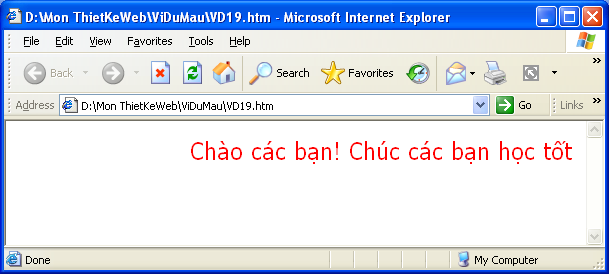 D:\Mon ThietKeWeb\ViDuMau\VD19.htm - Microsoft Internet Explorer
File Edit View Favorites Tools Help »
Back Search Favorites »
Address D:\Mon ThietKeWeb\ViDuMau\VD19.htm Go Links »
Chào các bạn! Chúc các bạn học tốt
Done My Computer